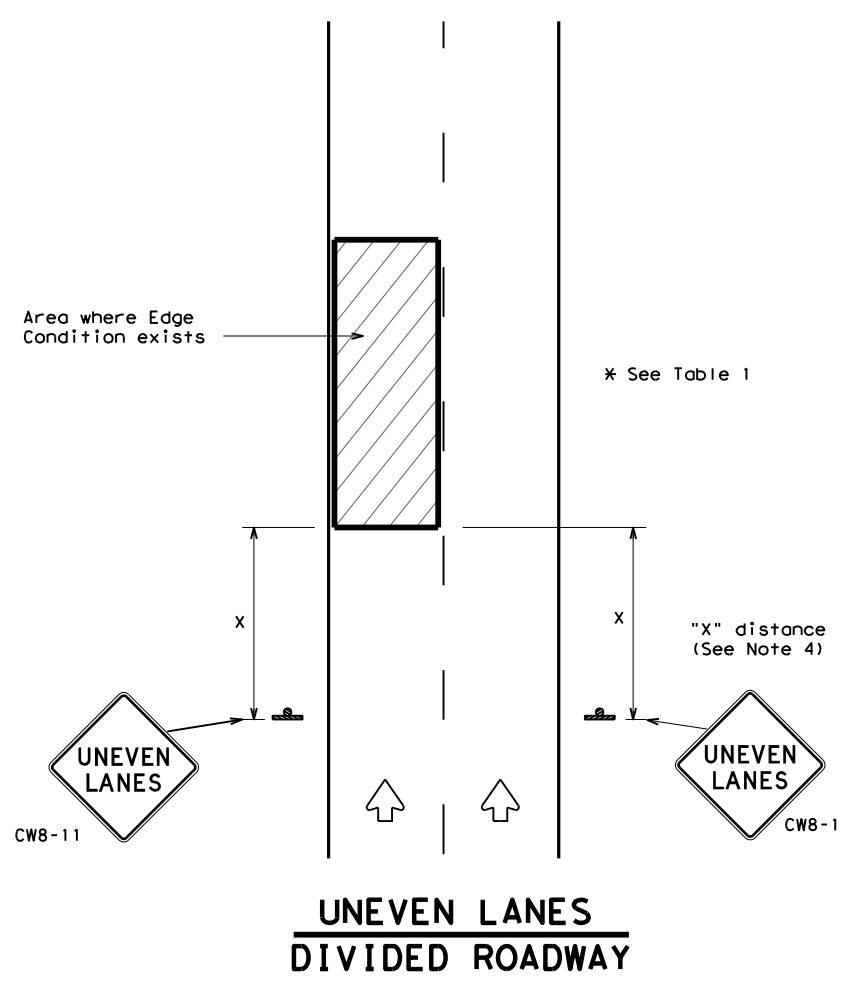 Area where Edge
Condition exists
* See Table 1
X
X
"X" distance
(See Note 4)
UNEVEN
LANES
CW8-11
UNEVEN
LANES
CW8-1
UNEVEN LANES
DIVIDED ROADWAY